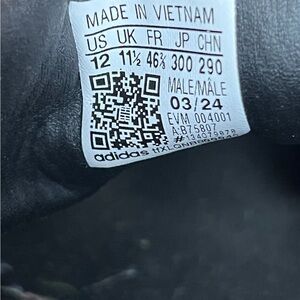 MADE IN VIETNAM
US UK FR JP CHN
12 11½ 46⅔ 300 290
MALE/MÂLE
03/24
EVM 004001
A:B75807
adidas